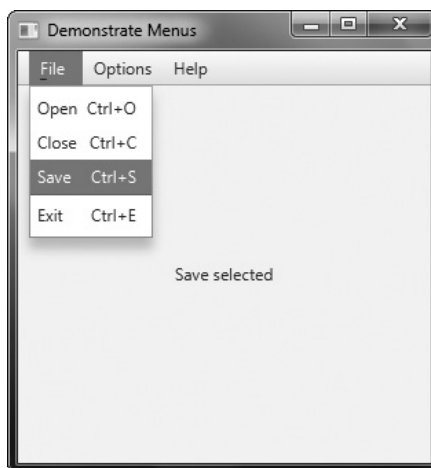 Demonstrate Menus
File Options Help
Open Ctrl+O
Close Ctrl+C
Save Ctrl+S
Exit Ctrl+E
Save selected